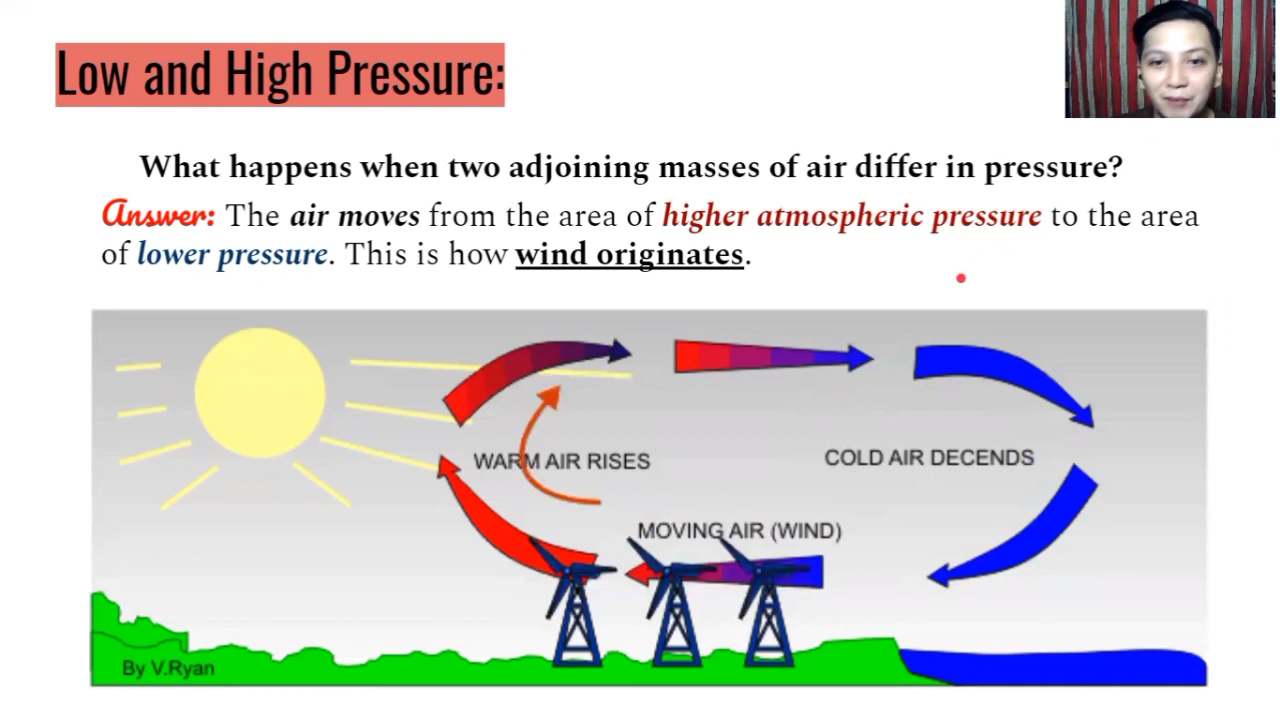 Low and High Pressure:
What happens when two adjoining masses of air differ in pressure?
Answer: The air moves from the area of higher atmospheric pressure to the area
of lower pressure. This is how wind originates.
WARM AIR RISES
COLD AIR DECENDS
MOVING AIR (WIND)
By V.Ryan